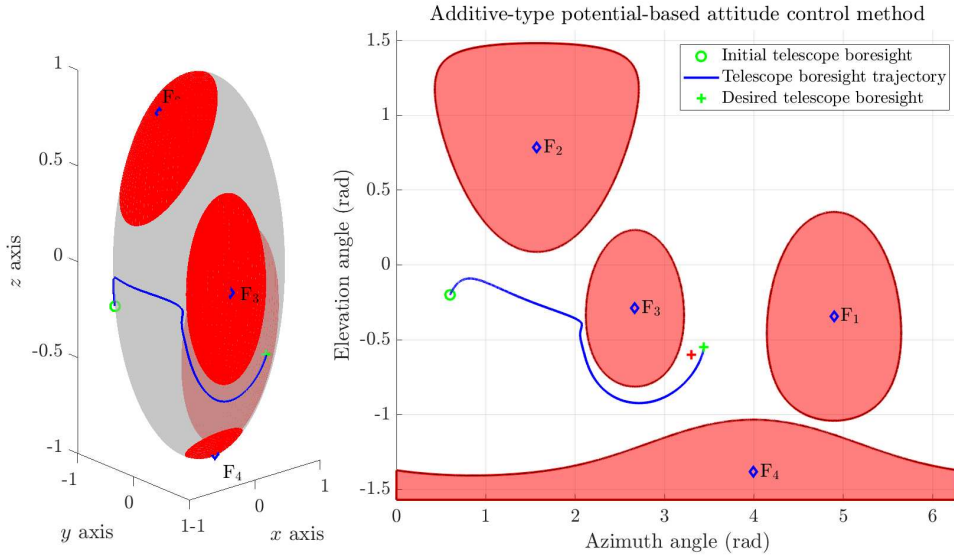 Additive-type potential-based attitude control method
Initial telescope boresight
Telescope boresight trajectory
Desired telescope boresight
1
0.5
0
-0.5
-1
z axis
-1
0
1
y axis
-1
0
1
x axis
F₃
F₄
1.5
1
0.5
0
-0.5
-1
-1.5
Elevation angle (rad)
F₂
F₃
F₁
F₄
0
1
2
3
4
5
6
Azimuth angle (rad)